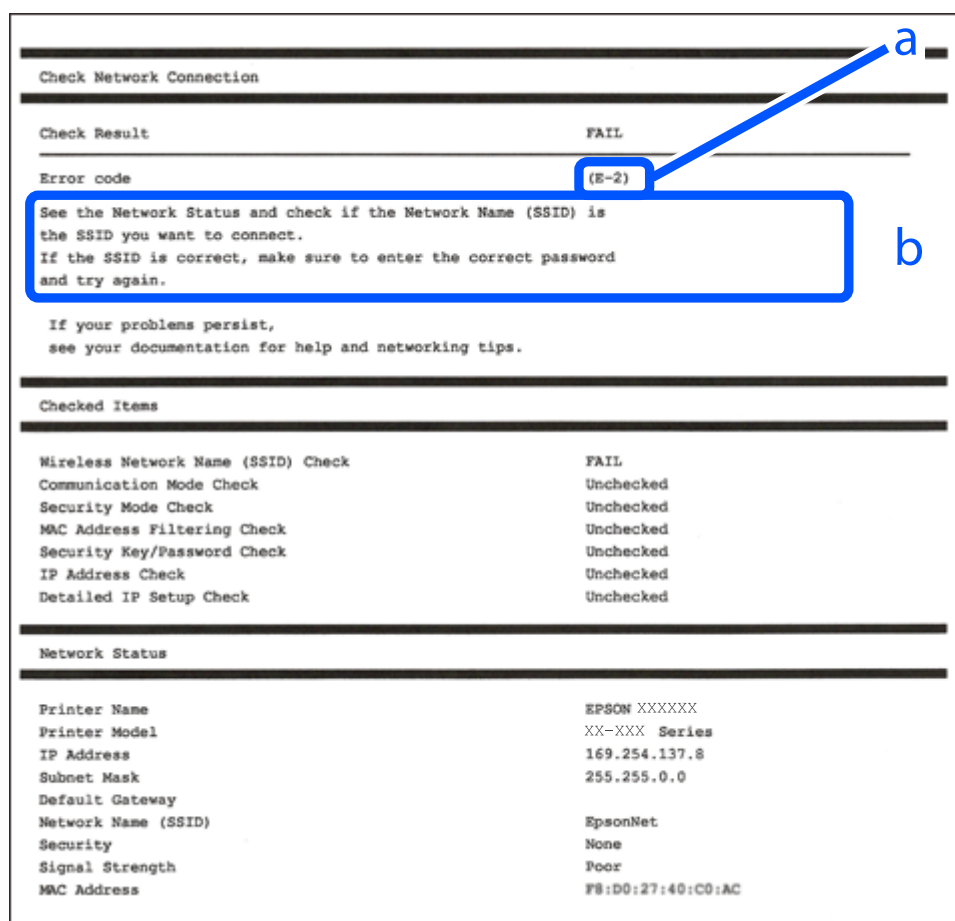 a
Check Network Connection
Check Result FAIL
Error code (E-2)
See the Network Status and check if the Network Name (SSID) is
the SSID you want to connect.
If the SSID is correct, make sure to enter the correct password
and try again.
b
If your problems persist,
see your documentation for help and networking tips.
Checked Items
Wireless Network Name (SSID) Check FAIL
Communication Mode Check Unchecked
Security Mode Check Unchecked
MAC Address Filtering Check Unchecked
Security Key/Password Check Unchecked
IP Address Check Unchecked
Detailed IP Setup Check Unchecked
Network Status
Printer Name EPSON XXXXXX
Printer Model XX-XXX Series
IP Address 169.254.137.8
Subnet Mask 255.255.0.0
Default Gateway
Network Name (SSID) EpsonNet
Security None
Signal Strength Poor
MAC Address F8:D0:27:40:C0:AC